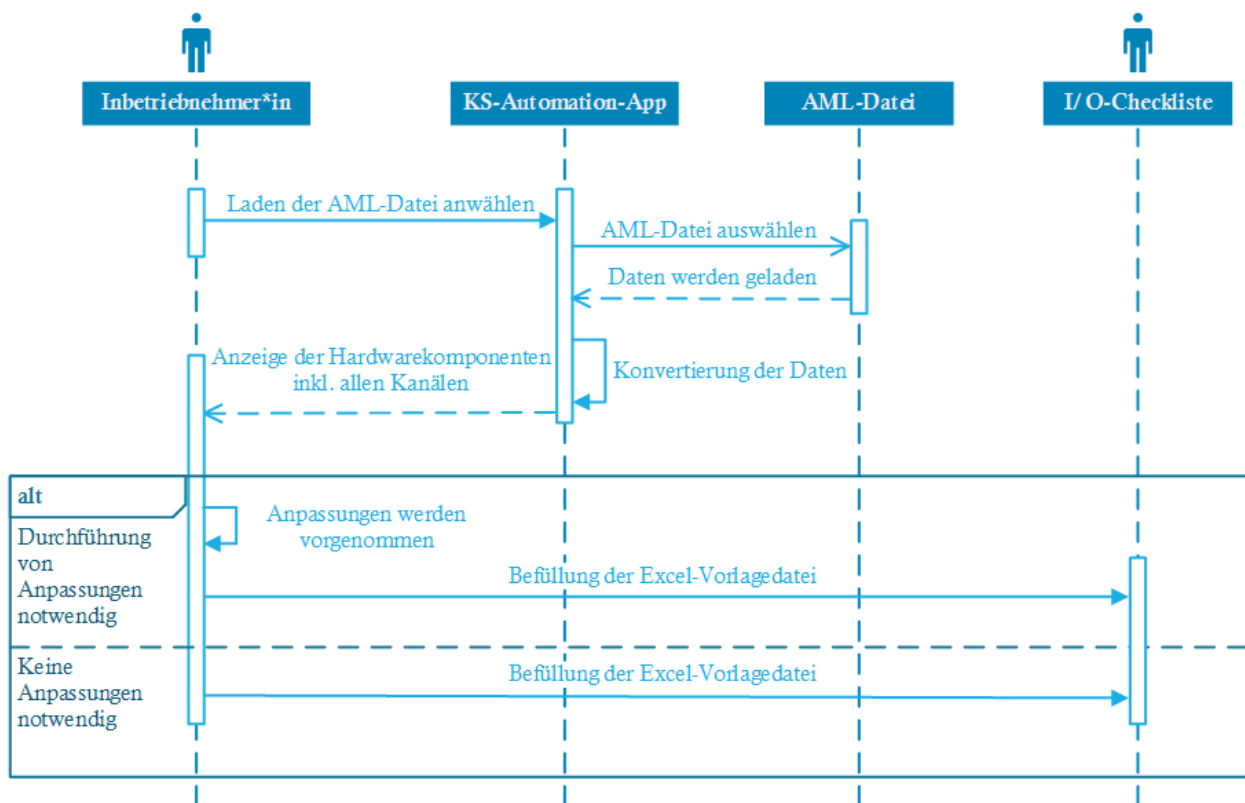 Inbetriebnehmer*in
KS-Automation-App
AML-Datei
I/O-Checkliste
Laden der AML-Datei anwählen
AML-Datei auswählen
Daten werden geladen
Anzeige der Hardwarekomponenten
inkl. allen Kanälen
Konvertierung der Daten
alt
Durchführung
von
Anpassungen
notwendig
Anpassungen werden
vorgenommen
Befüllung der Excel-Vorlagedatei
Keine
Anpassungen
notwendig
Befüllung der Excel-Vorlagedatei